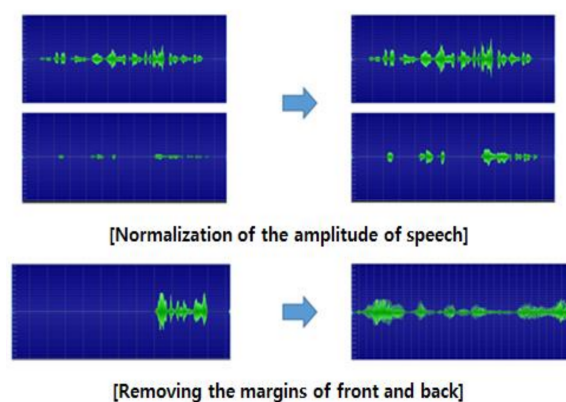 [Normalization of the amplitude of speech]
[Removing the margins of front and back]